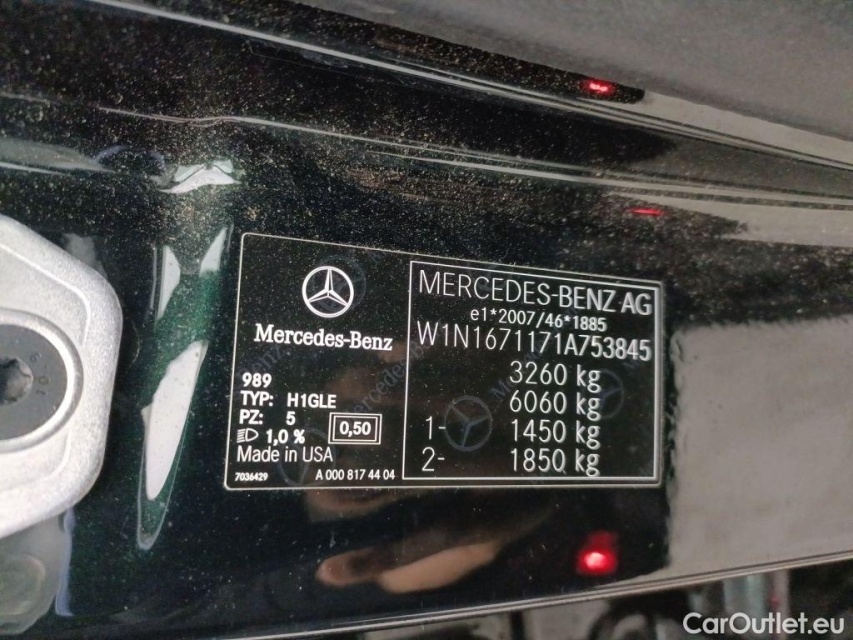 Mercedes-Benz
989
TYP: H1GLE
PZ: 5
1,0 %
0,50
Made in USA
7036429
A 000 817 44 04
MERCEDES-BENZ AG
e1*2007/46*1885
W1N1671171A753845
3260 kg
6060 kg
1- 1450 kg
2- 1850 kg
CarOutlet.eu